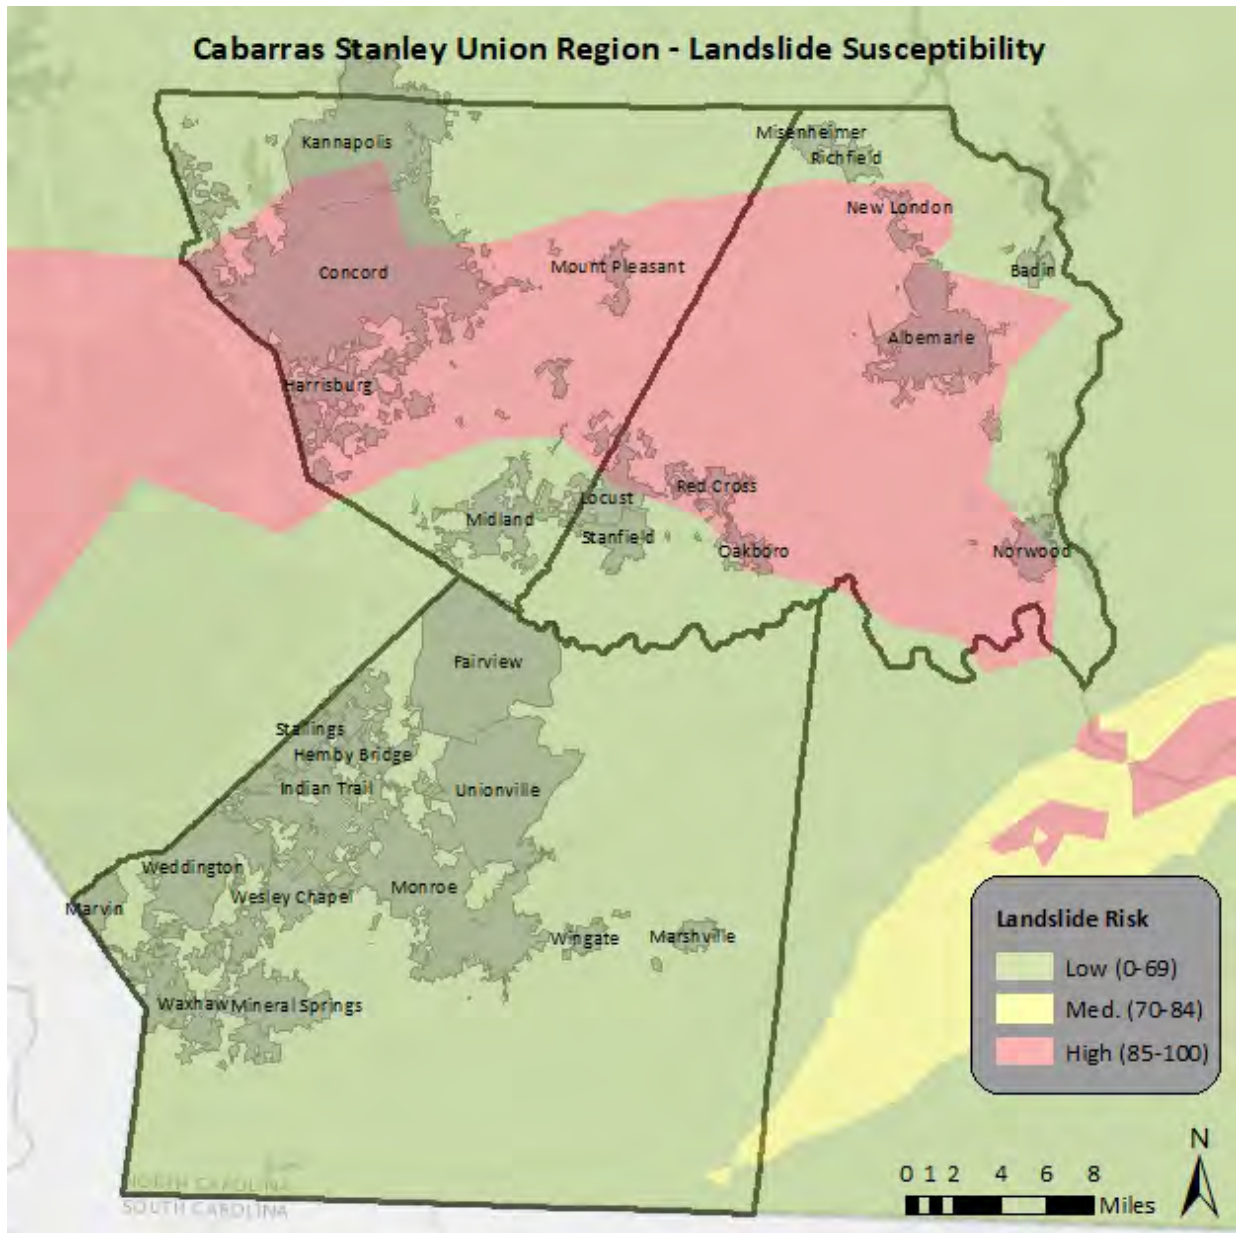 Cabarras Stanley Union Region - Landslide Susceptibility
Kannapolis
Misenheimer
Richfield
New London
Concord
Mount Pleasant
Badin
Albemarle
Harrisburg
Locust
Red Cross
Midland
Stanfield
Oakboro
Norwood
Fairview
Stallings
Hemby Bridge
Indian Trail
Unionville
Weddington
Wesley Chapel
Monroe
Marvin
Wingate
Marshville
Waxhaw
Mineral Springs
Landslide Risk
Low (0-69)
Med. (70-84)
High (85-100)
N
0 1 2 4 6 8
Miles
NORTH CAROLINA
SOUTH CAROLINA